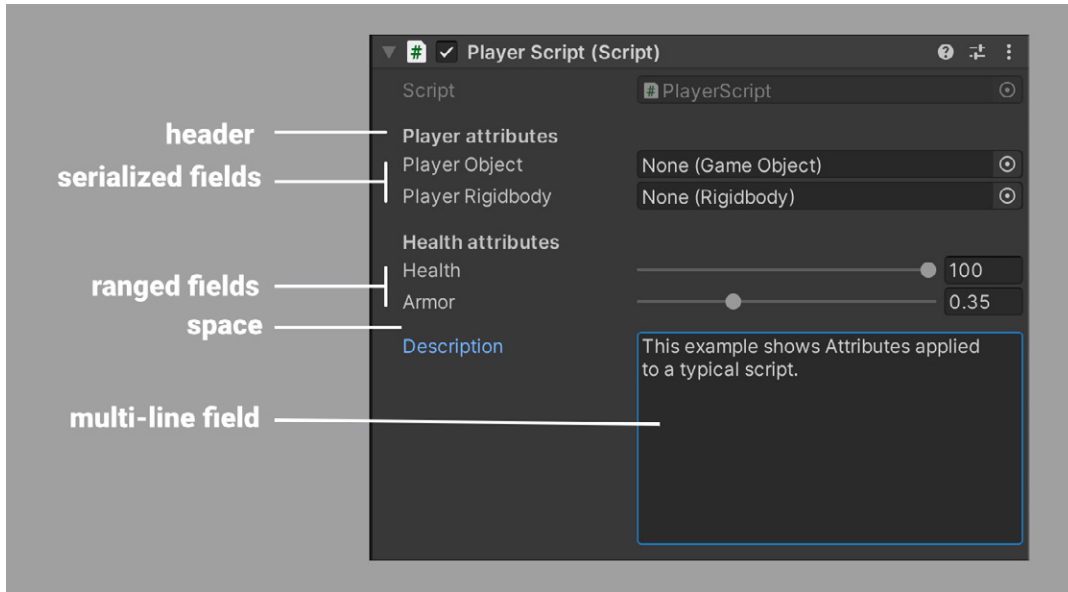 Player Script (Script)
Script
PlayerScript
header
Player attributes
serialized fields
Player Object
None (Game Object)
Player Rigidbody
None (Rigidbody)
Health attributes
ranged fields
Health
100
Armor
0.35
space
Description
This example shows Attributes applied
to a typical script.
multi-line field